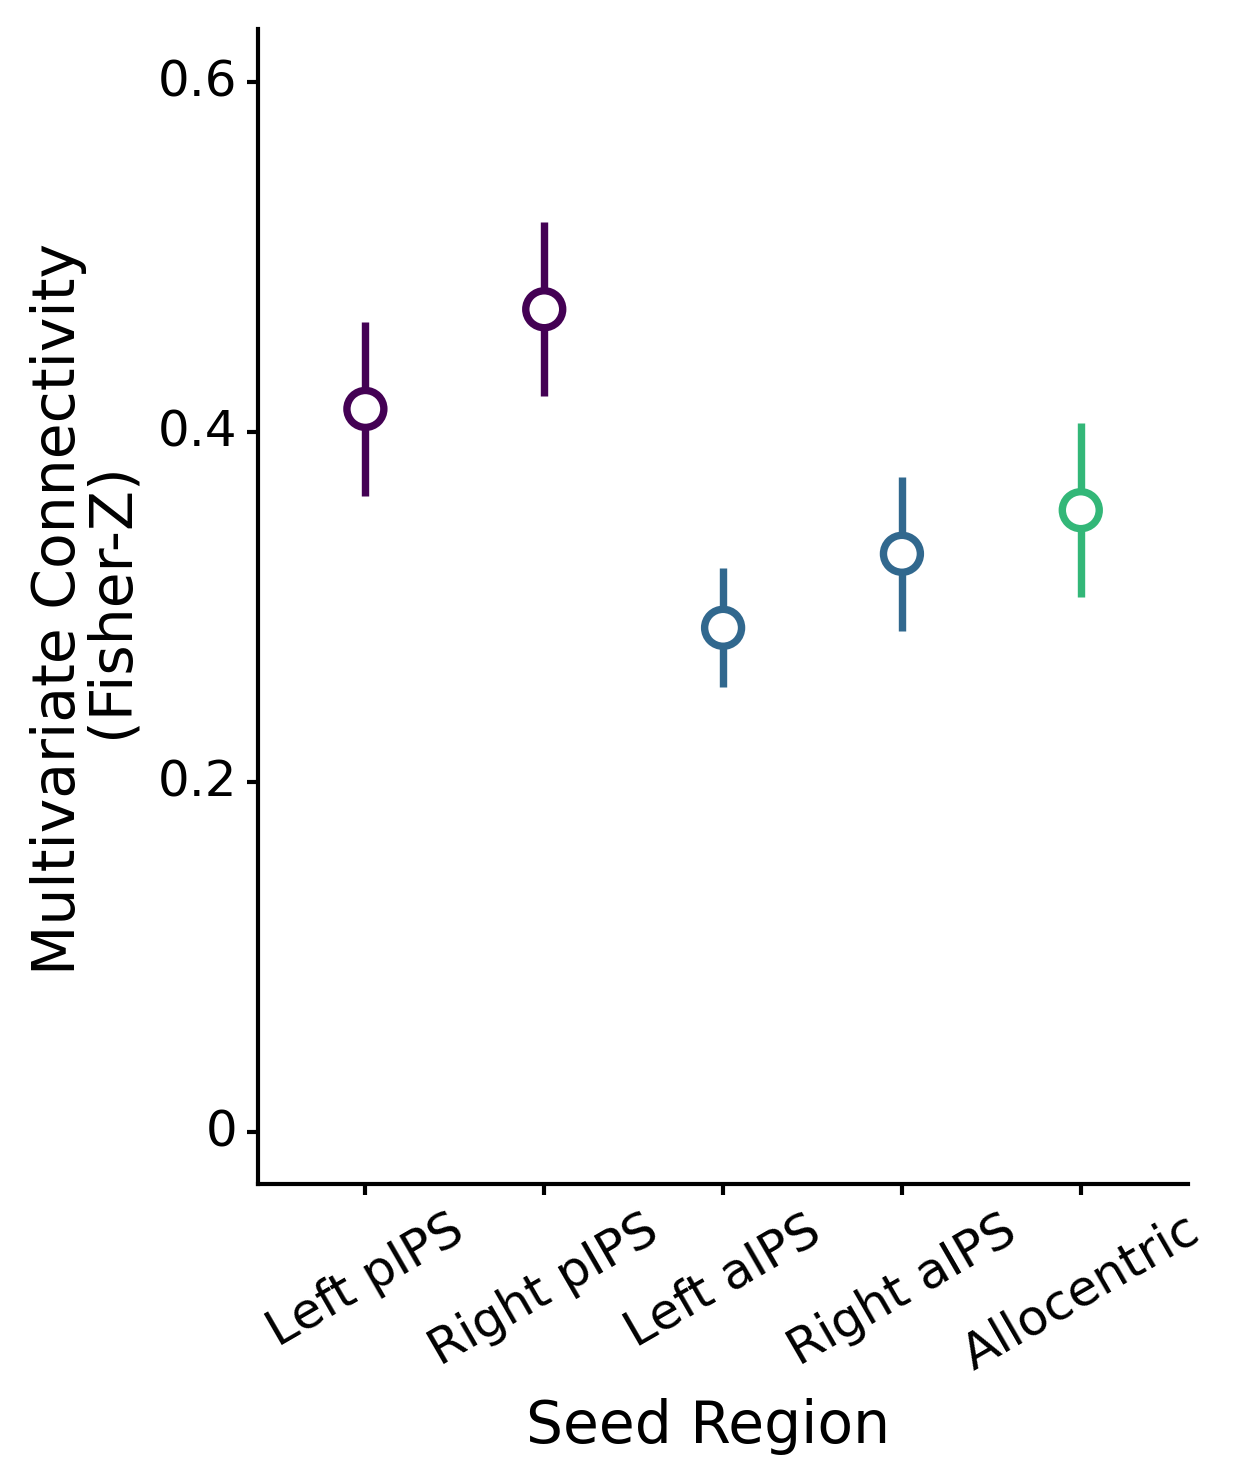 Multivariate Connectivity
(Fisher-Z)
0.6
0.4
0.2
0
Left pIPS
Right pIPS
Left aIPS
Right aIPS
Allocentric
Seed Region